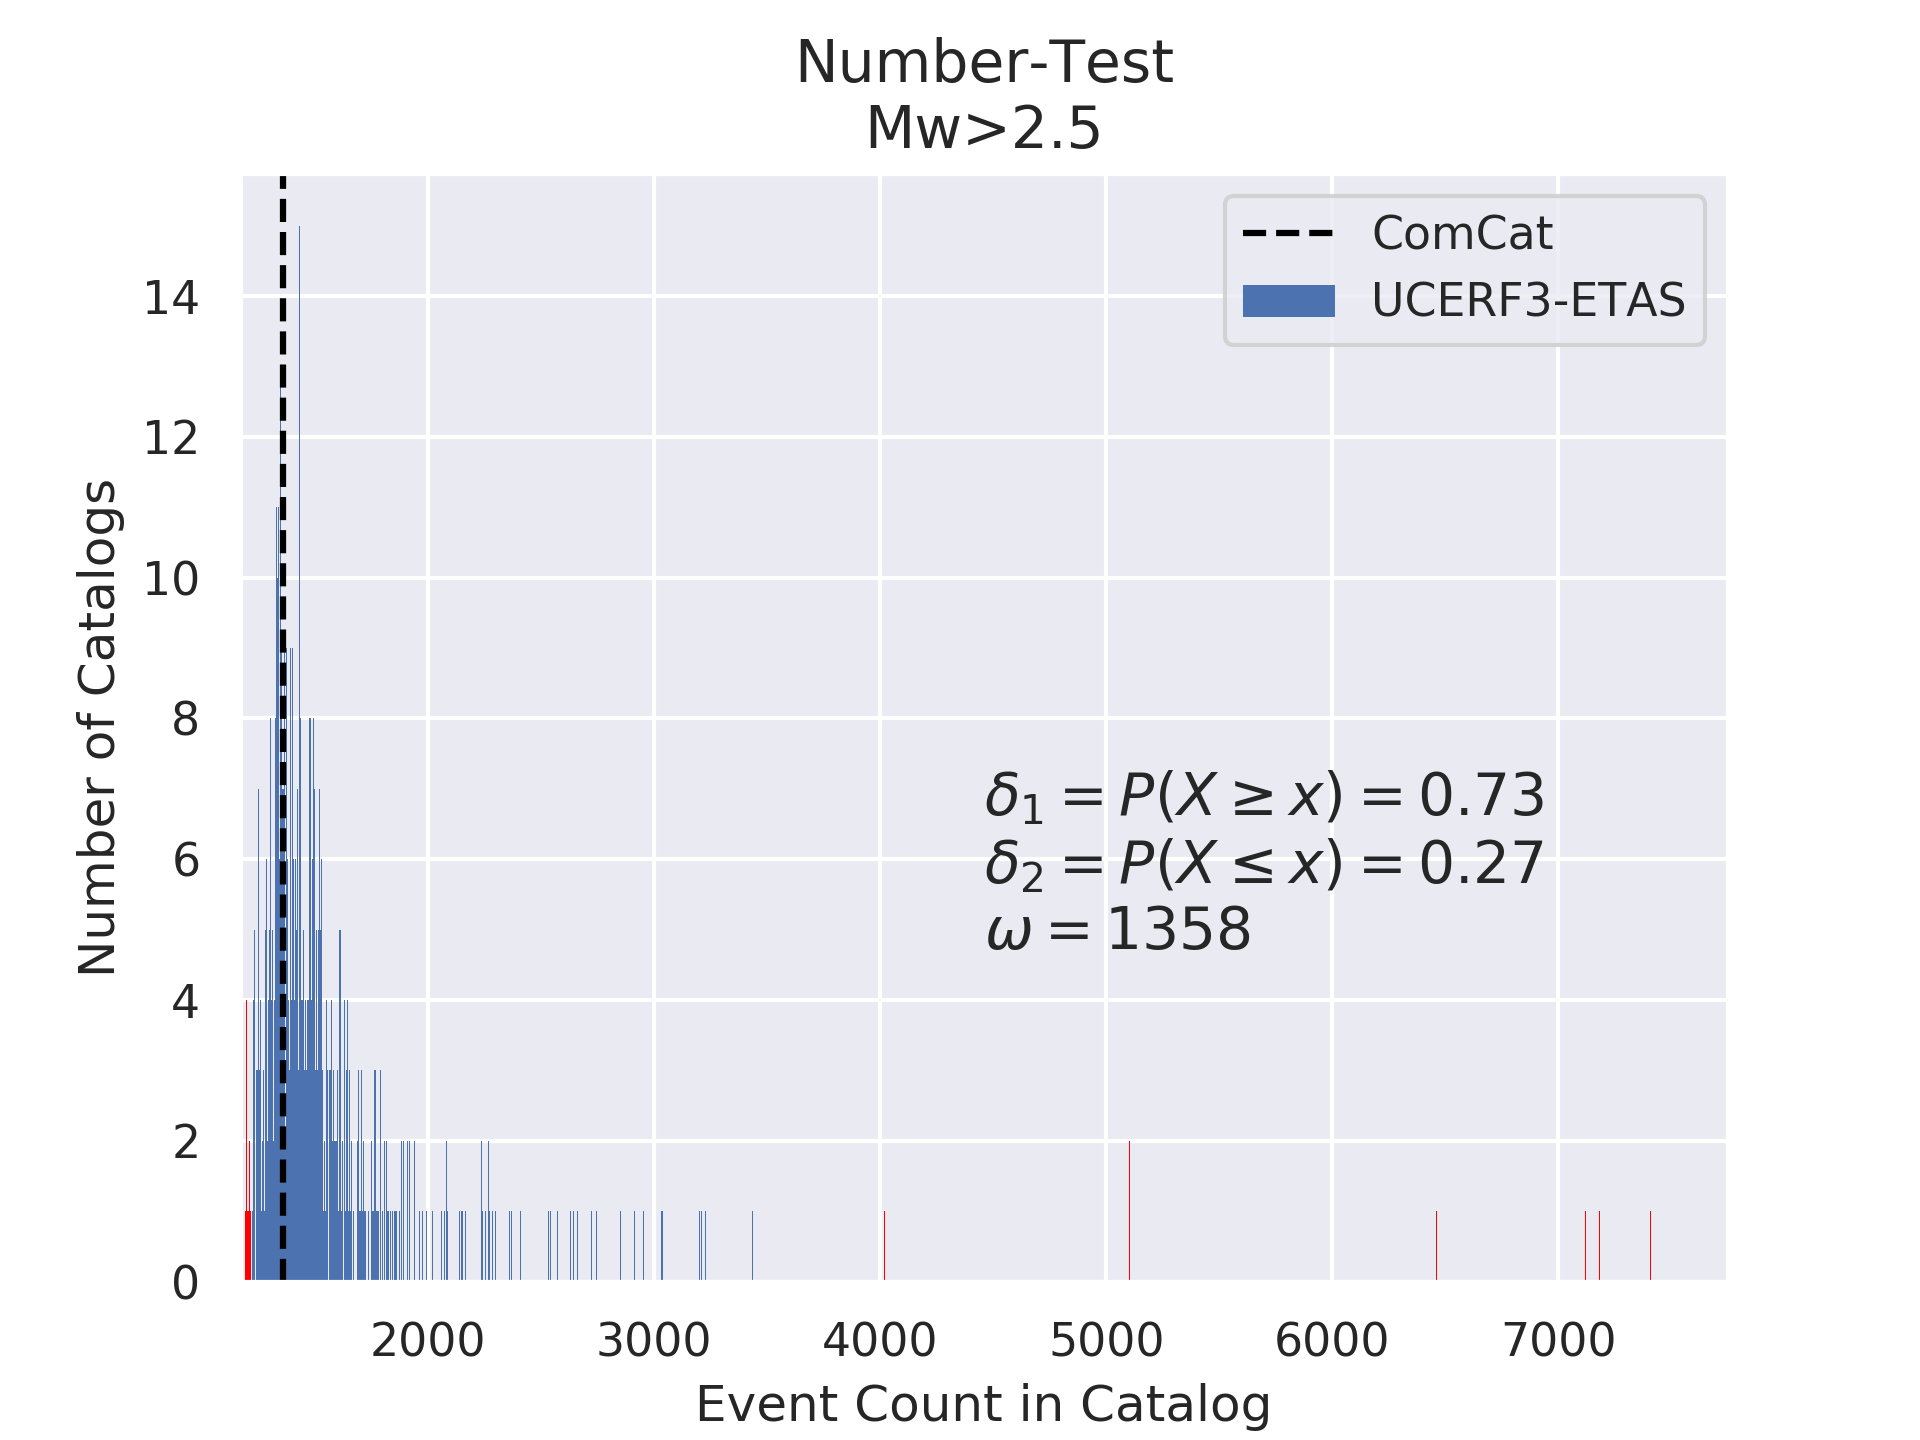 Number-Test
Mw>2.5
ComCat
UCERF3-ETAS
14
12
10
8
6
4
2
0
Number of Catalogs
δ₁ = P(X ≥ x) = 0.73
δ₂ = P(X ≤ x) = 0.27
ω = 1358
2000 3000 4000 5000 6000 7000
Event Count in Catalog